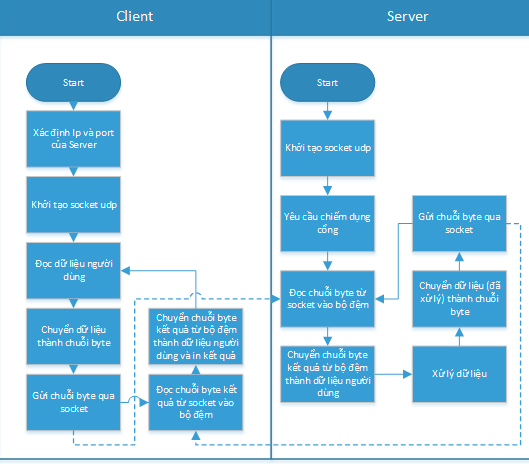 Client
Server
Start
Xác định Ip và port
của Server
Khởi tạo socket udp
Đọc dữ liệu người
dùng
Chuyển dữ liệu
thành chuỗi byte
Gửi chuỗi byte qua
socket
Chuyển chuỗi byte
kết quả từ bộ đệm
thành dữ liệu người
dùng và in kết quả
Đọc chuỗi byte kết
quả từ socket vào
bộ đệm
Start
Khởi tạo socket udp
Yêu cầu chiếm dụng
cổng
Đọc chuỗi byte từ
socket vào bộ đệm
Chuyển chuỗi byte
kết quả từ bộ đệm
thành dữ liệu người
dùng
Gửi chuỗi byte qua
socket
Chuyển dữ liệu (đã
xử lý) thành chuỗi
byte
Xử lý dữ liệu